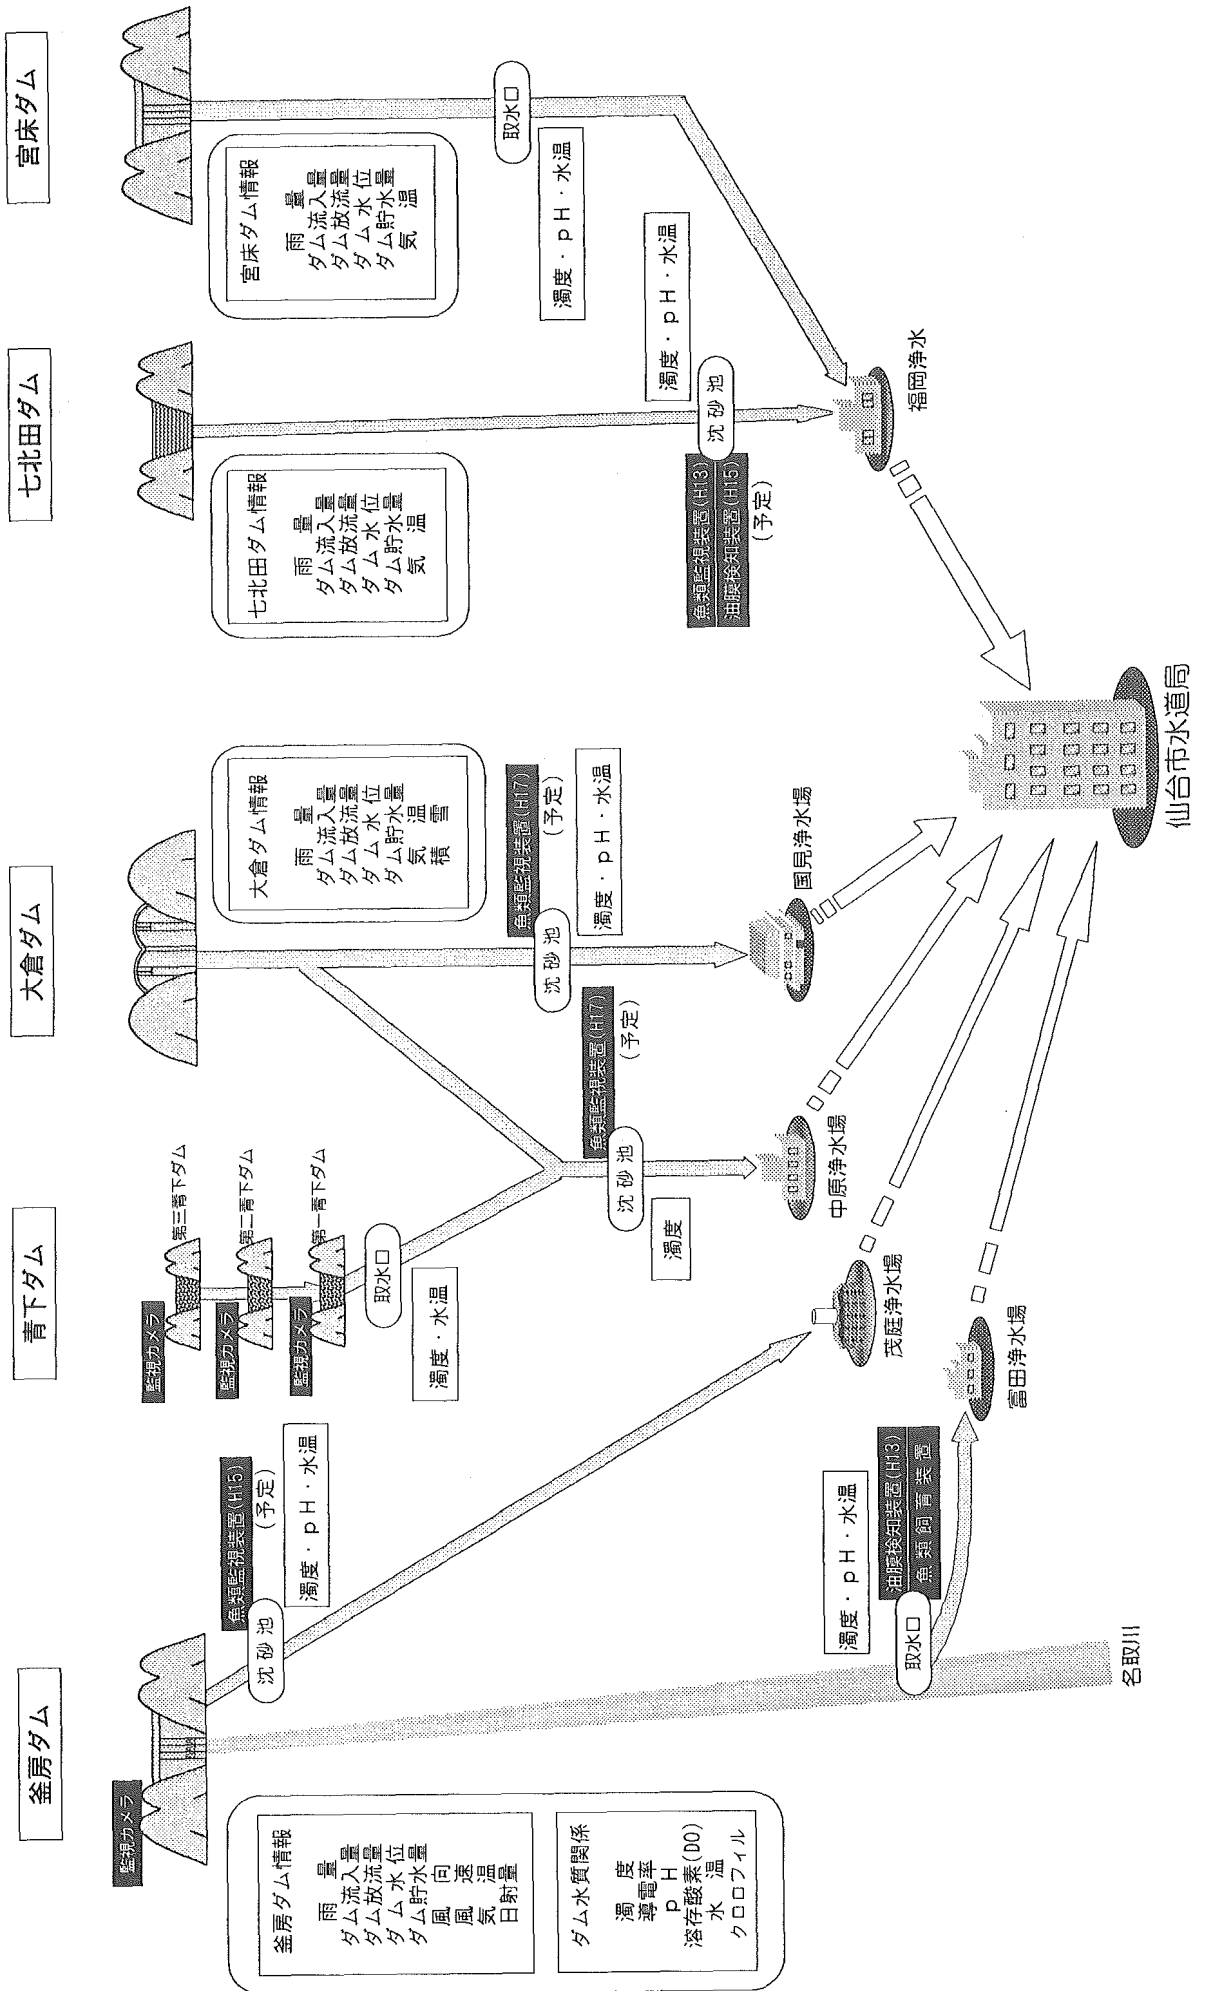 釜房ダム
監視カメラ
釜房ダム情報
雨量
ダム流入量
ダム放流量
ダム水位
ダム貯水量
風向
風速
気温
日射量
ダム水質関係
濁度
導電率
pH
溶存酸素(DO)
水温
クロロフィル
魚類監視装置(H15)
(予定)
沈砂池
濁度・pH・水温
濁度・pH・水温
油膜検知装置(H13)
魚類飼育装置
取水口
名取川
富田浄水場
茂庭浄水場
青下ダム
監視カメラ
第三青下ダム
監視カメラ
第二青下ダム
監視カメラ
第一青下ダム
取水口
濁度・水温
魚類監視装置(H17)
(予定)
沈砂池
濁度
中原浄水場
大倉ダム
大倉ダム情報
雨量
ダム流入量
ダム放流量
ダム水位
ダム貯水量
気温
積雪
魚類監視装置(H17)
(予定)
沈砂池
濁度・pH・水温
国見浄水場
七北田ダム
七北田ダム情報
雨量
ダム流入量
ダム放流量
ダム水位
ダム貯水量
気温
濁度・pH・水温
沈砂池
魚類監視装置(H13)
油膜検知装置(H15)
(予定)
宮床ダム
宮床ダム情報
雨量
ダム流入量
ダム放流量
ダム水位
ダム貯水量
気温
取水口
濁度・pH・水温
福岡浄水
仙台市水道局